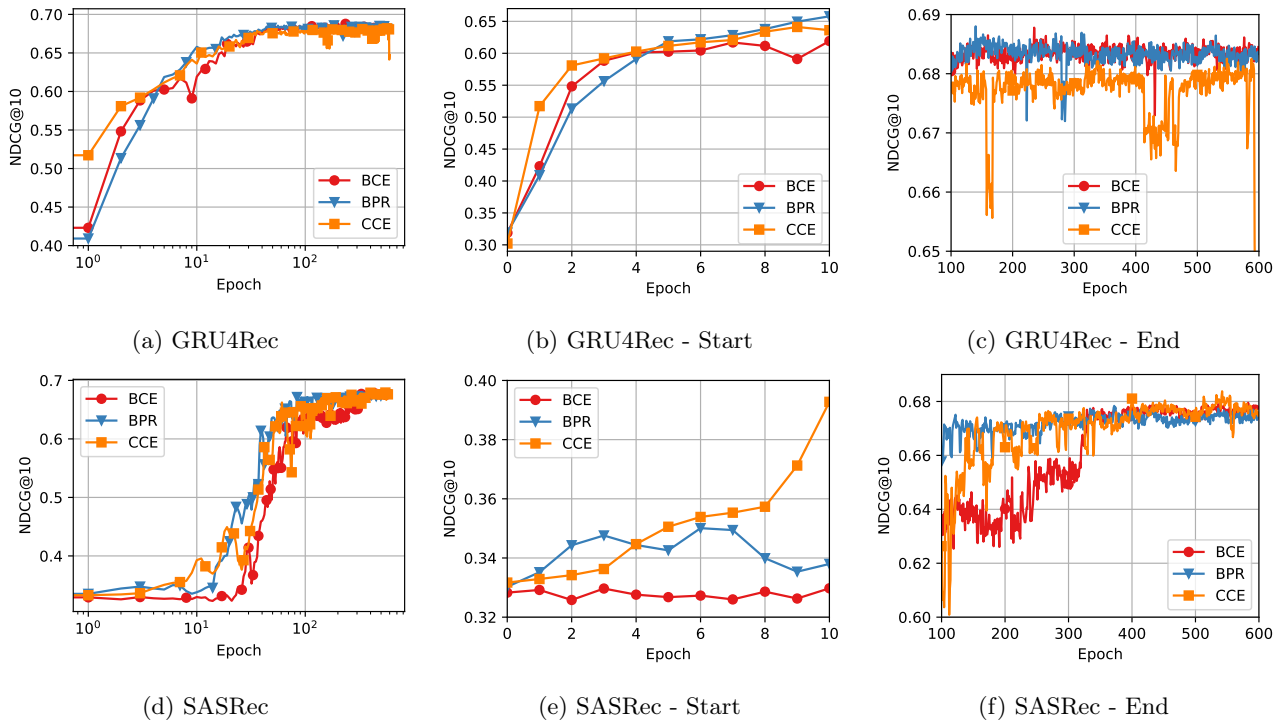 0.70
0.65
0.60
0.55
0.50
0.45
0.40
NDCG@10
BCE
BPR
CCE
10^0
10^1
10^2
Epoch
(a) GRU4Rec
0.65
0.60
0.55
0.50
0.45
0.40
0.35
0.30
NDCG@10
BCE
BPR
CCE
0 2 4 6 8 10
Epoch
(b) GRU4Rec - Start
0.69
0.68
0.67
0.66
0.65
NDCG@10
BCE
BPR
CCE
100 200 300 400 500 600
Epoch
(c) GRU4Rec - End
0.7
0.6
0.5
0.4
NDCG@10
BCE
BPR
CCE
10^0
10^1
10^2
Epoch
(d) SASRec
0.40
0.38
0.36
0.34
0.32
NDCG@10
BCE
BPR
CCE
0 2 4 6 8 10
Epoch
(e) SASRec - Start
0.68
0.66
0.64
0.62
0.60
NDCG@10
BCE
BPR
CCE
100 200 300 400 500 600
Epoch
(f) SASRec - End